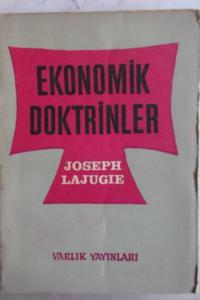 EKONOMİK
DOKTRİNLER
JOSEPH
LAJUGIE
VARLIK YAYINLARI